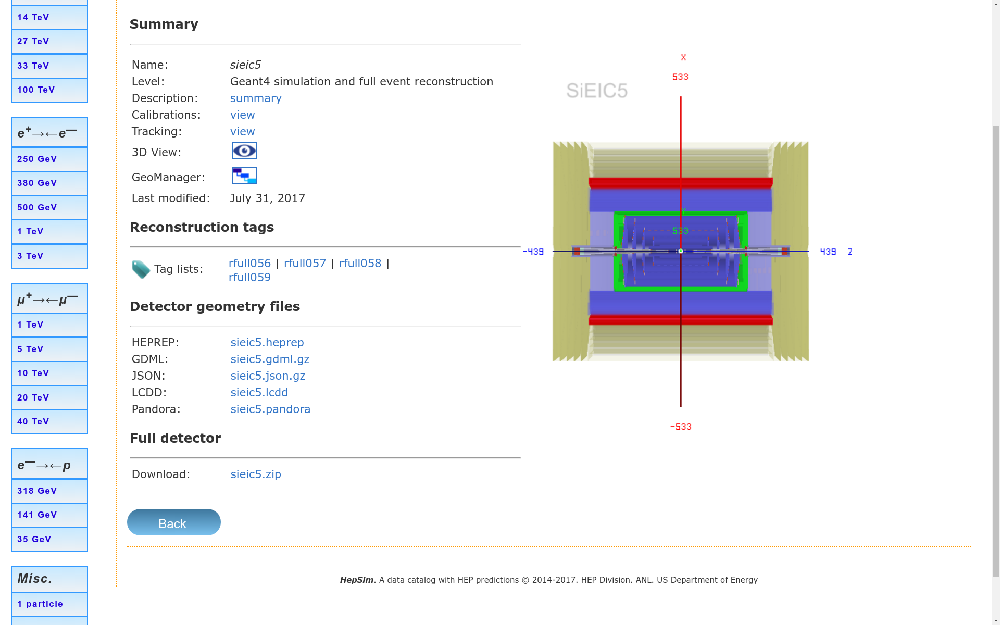 14 TeV
27 TeV
33 TeV
100 TeV
e⁺→←e⁻
250 GeV
380 GeV
500 GeV
1 TeV
3 TeV
μ⁺→←μ⁻
1 TeV
5 TeV
10 TeV
20 TeV
40 TeV
e⁻→←p
318 GeV
141 GeV
35 GeV
Misc.
1 particle
Summary
Name: sieic5
Level: Geant4 simulation and full event reconstruction
Description: summary
Calibrations: view
Tracking: view
3D View:
GeoManager:
Last modified: July 31, 2017
Reconstruction tags
Tag lists: rfull056 | rfull057 | rfull058 |
rfull059
Detector geometry files
HEPREP: sieic5.heprep
GDML: sieic5.gdml.gz
JSON: sieic5.json.gz
LCDD: sieic5.lcdd
Pandora: sieic5.pandora
Full detector
Download: sieic5.zip
Back
X
533
SiEIC5
Y
533
-439
439 Z
-533
HepSim. A data catalog with HEP predictions © 2014-2017. HEP Division. ANL. US Department of Energy